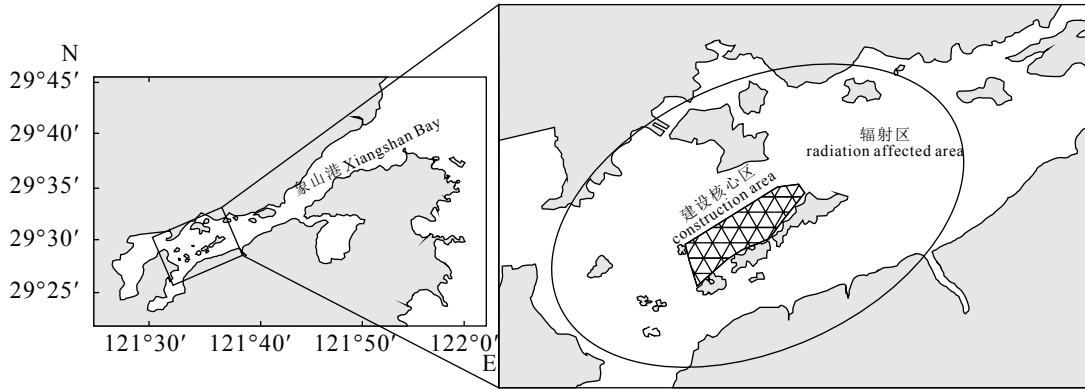 N
29°45′
29°40′
29°35′
29°30′
29°25′
121°30′ 121°40′ 121°50′ 122°0′
E
象山港 Xiangshan Bay
辐射区
radiation affected area
建设核心区
construction area